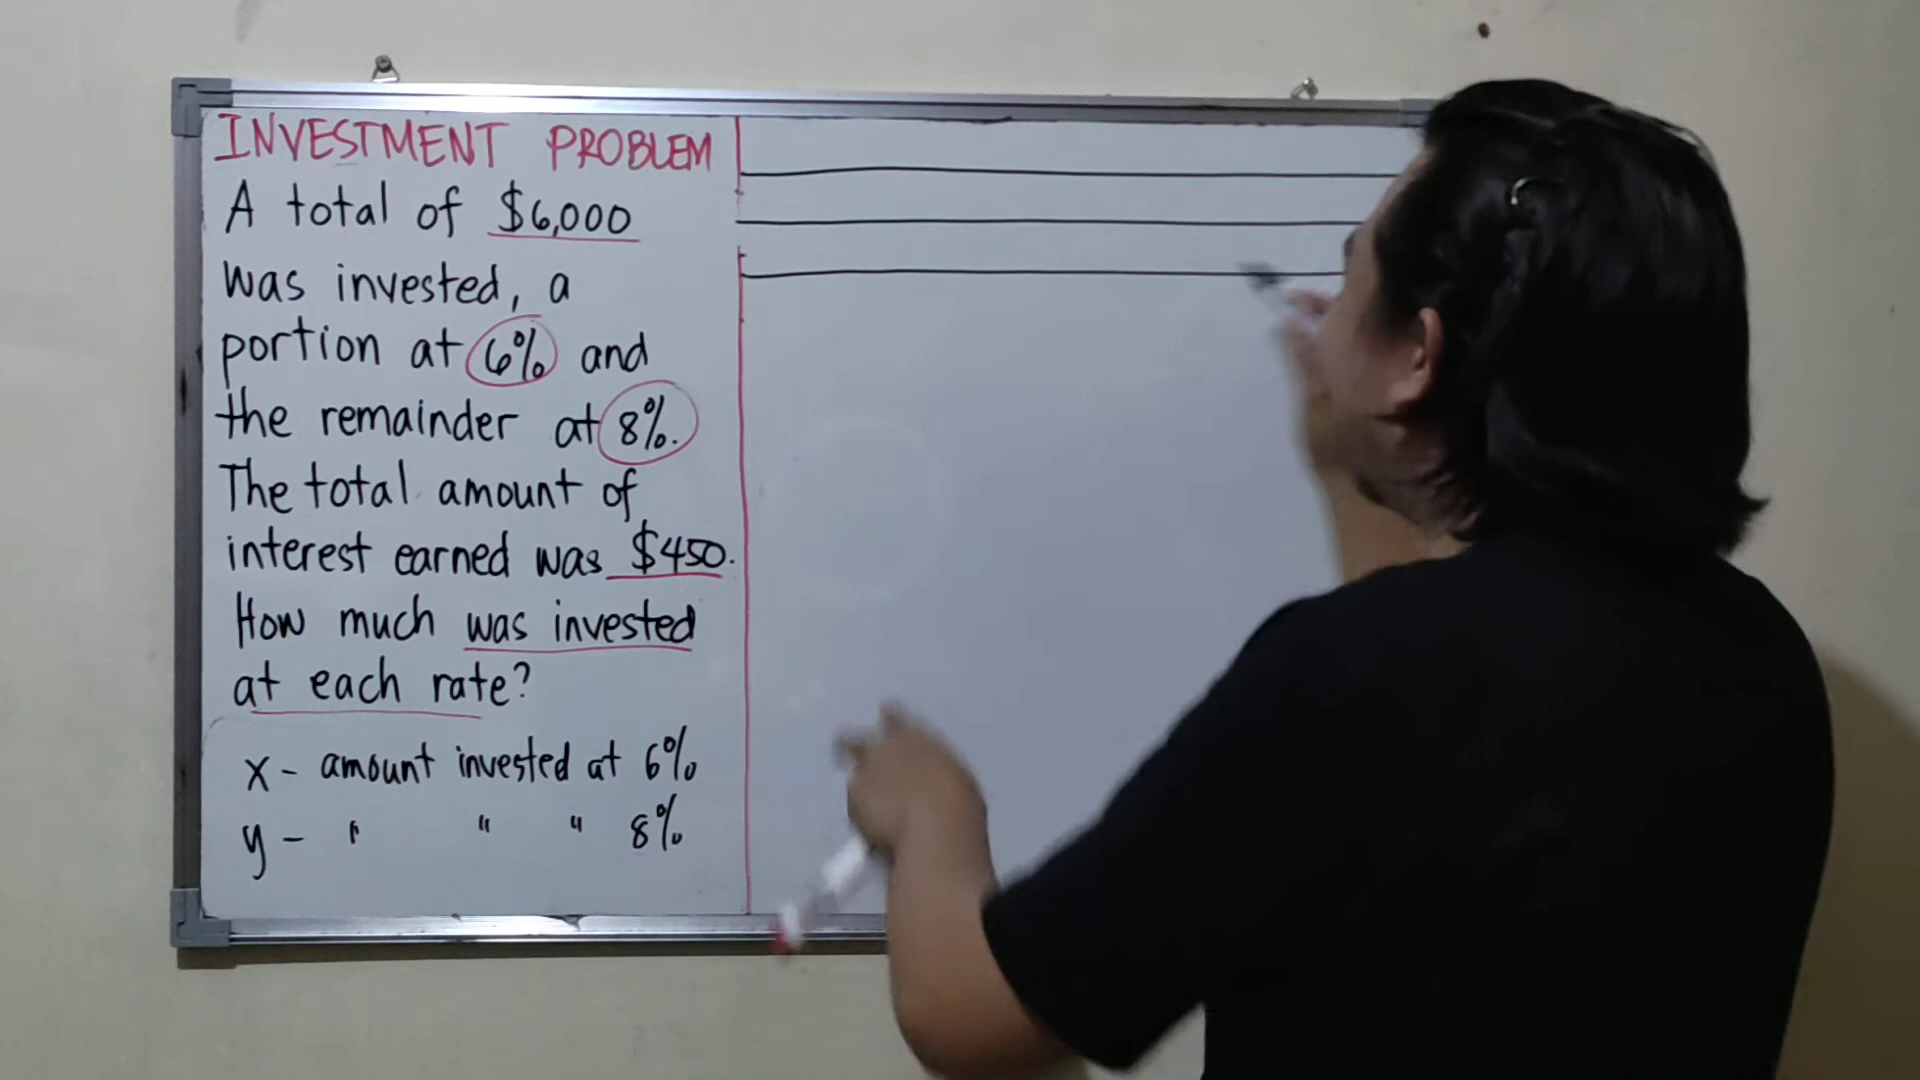 INVESTMENT PROBLEM
A total of $6,000
was invested, a
portion at 6% and
the remainder at 8%.
The total amount of
interest earned was $450.
How much was invested
at each rate?
x - amount invested at 6%
y - " " " 8%